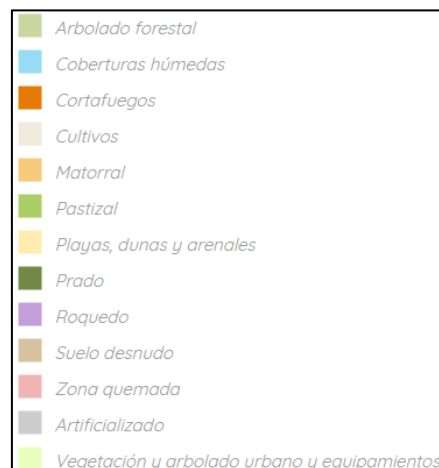 Arbolado forestal
Coberturas húmedas
Cortafuegos
Cultivos
Matorral
Pastizal
Playas, dunas y arenales
Prado
Roquedo
Suelo desnudo
Zona quemada
Artificializado
Vegetación y arbolado urbano y equipamientos